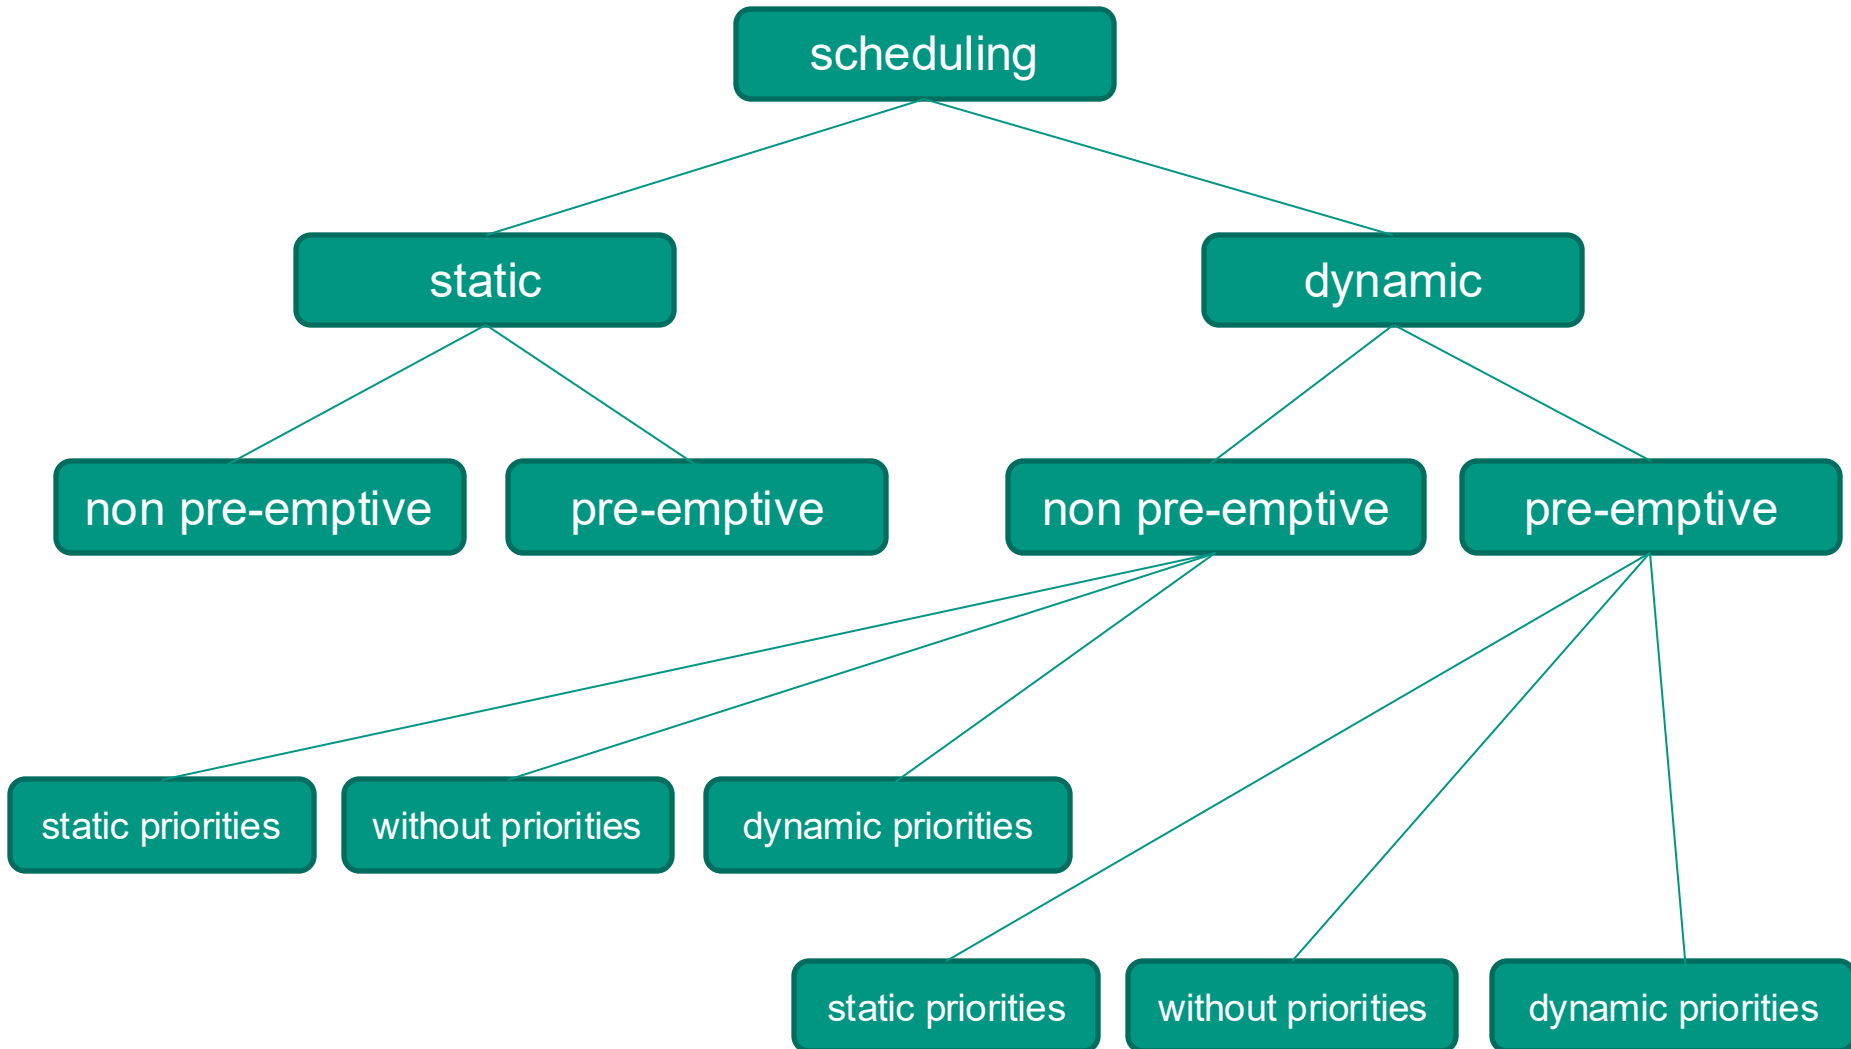 scheduling
static
dynamic
non pre-emptive
pre-emptive
non pre-emptive
pre-emptive
static priorities
without priorities
dynamic priorities
static priorities
without priorities
dynamic priorities